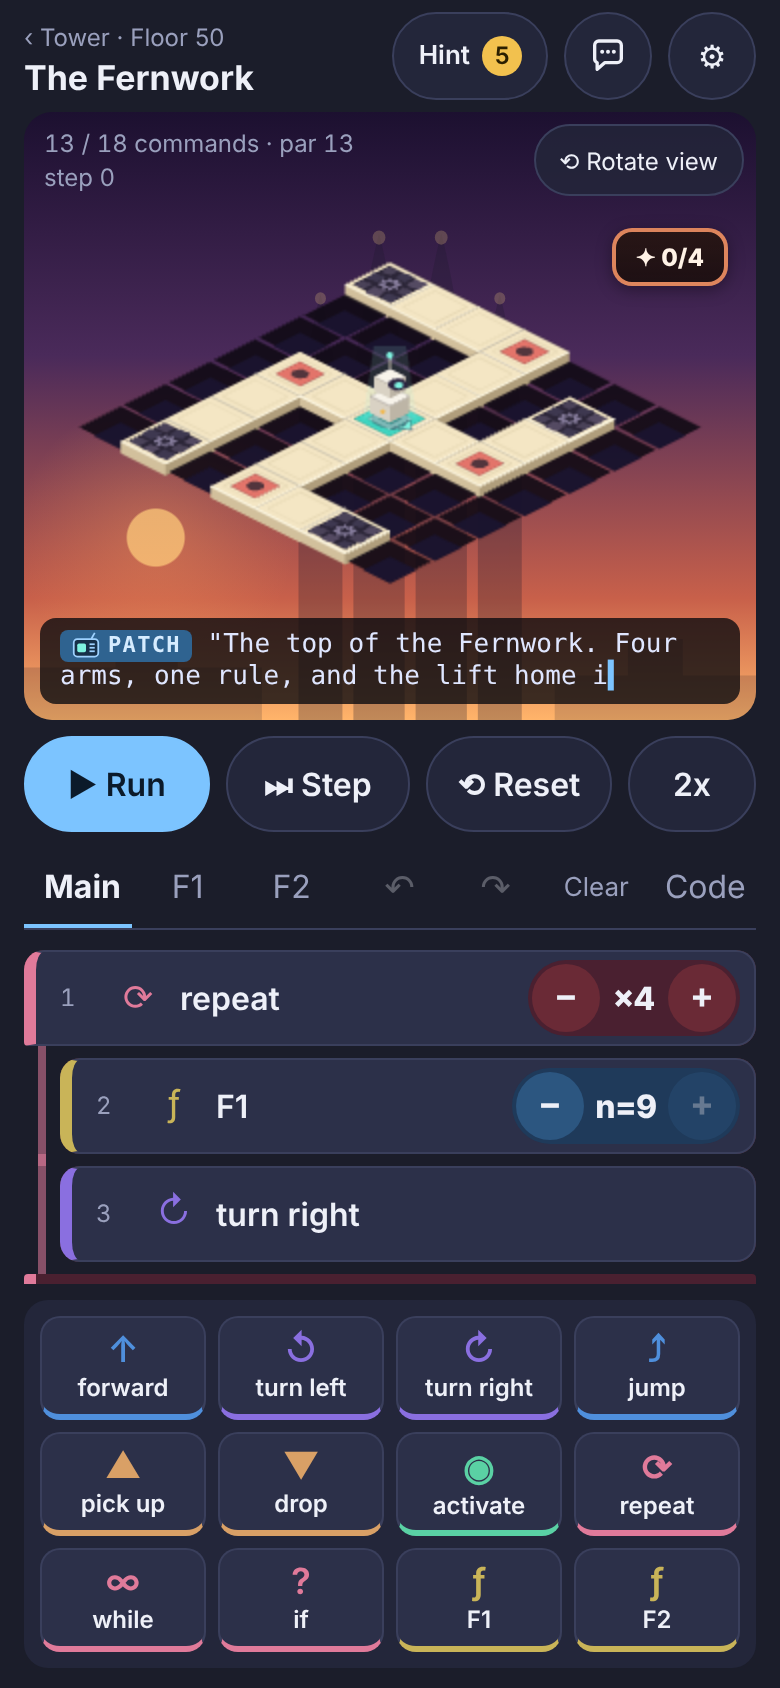 ‹ Tower · Floor 50
The Fernwork
Hint 5
13 / 18 commands · par 13
step 0
⟲ Rotate view
✦ 0/4
PATCH "The top of the Fernwork. Four
arms, one rule, and the lift home i
▶ Run
⏭ Step
⟲ Reset
2x
Main
F1
F2
↶
↷
Clear
Code
1 ⟳ repeat − ×4 +
2 ƒ F1 − n=9 +
3 ↻ turn right
forward
turn left
turn right
jump
pick up
drop
activate
repeat
while
if
F1
F2